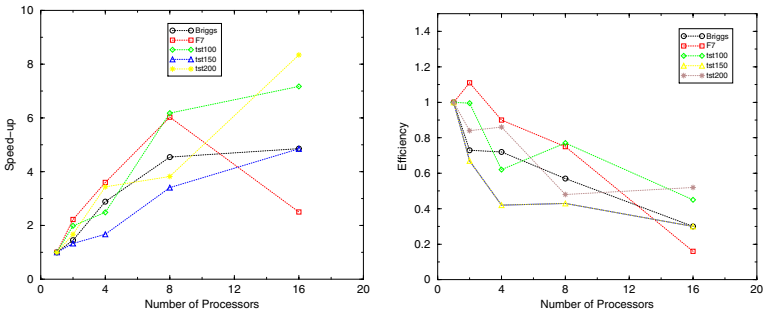 10
8
6
4
2
0
Speed-up
0
4
8
12
16
20
Number of Processors
Briggs
F7
tst100
tst150
tst200
1.4
1.2
1
0.8
0.6
0.4
0.2
0
Efficiency
0
4
8
12
16
20
Number of Processors
Briggs
F7
tst100
tst150
tst200